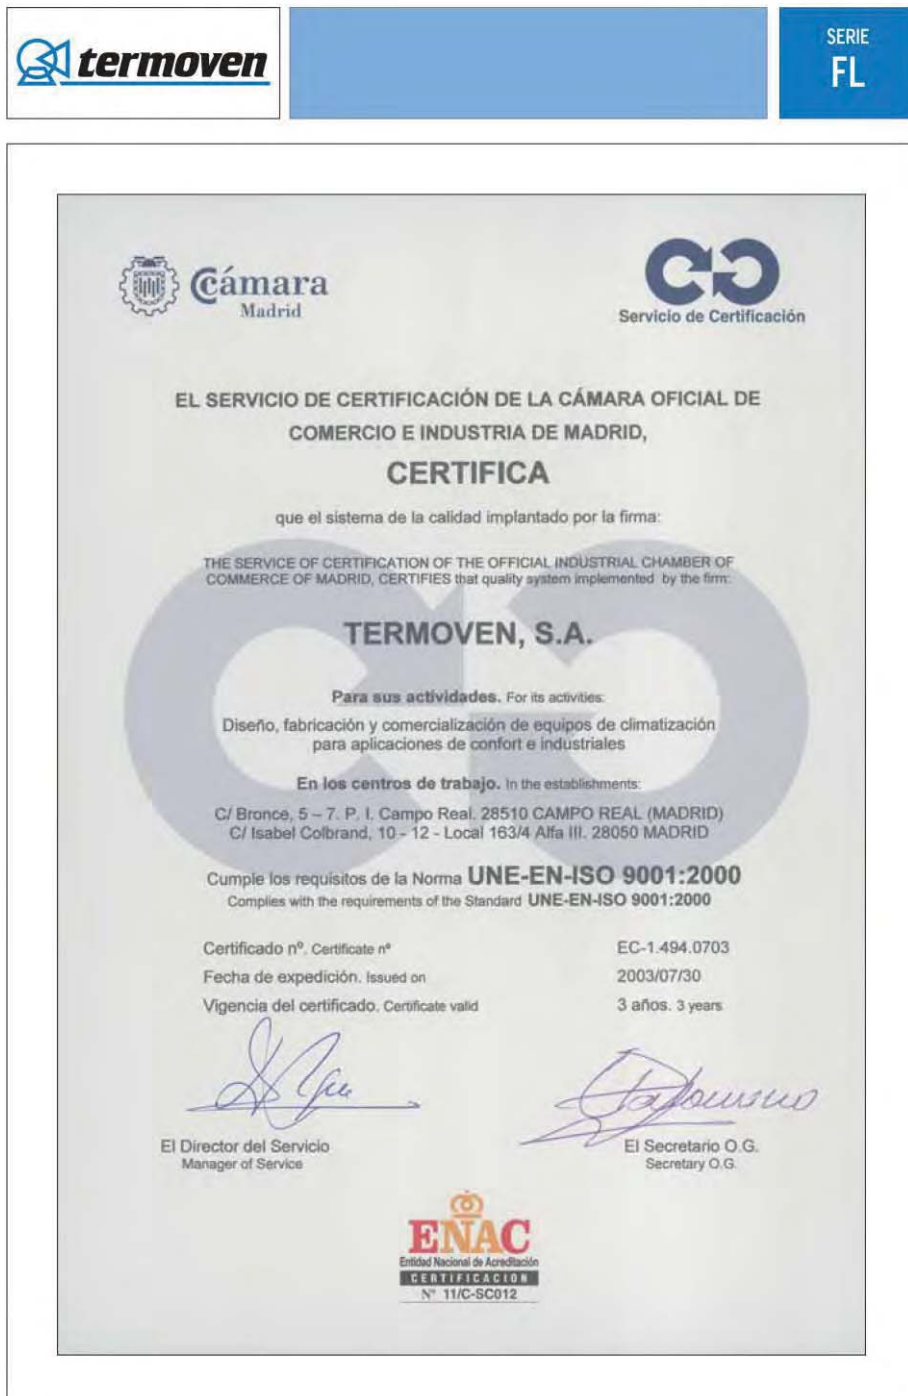 termoven
SERIE
FL
Cámara
Madrid
Servicio de Certificación
EL SERVICIO DE CERTIFICACIÓN DE LA CÁMARA OFICIAL DE
COMERCIO E INDUSTRIA DE MADRID,
CERTIFICA
que el sistema de la calidad implantado por la firma:
THE SERVICE OF CERTIFICATION OF THE OFFICIAL INDUSTRIAL CHAMBER OF
COMMERCE OF MADRID, CERTIFIES that quality system implemented by the firm:
TERMOVEN, S.A.
Para sus actividades. For its activities:
Diseño, fabricación y comercialización de equipos de climatización
para aplicaciones de confort e industriales
En los centros de trabajo. In the establishments:
C/ Bronce, 5 – 7. P. I. Campo Real. 28510 CAMPO REAL (MADRID)
C/ Isabel Colbrand, 10 - 12 - Local 163/4 Alfa III. 28050 MADRID
Cumple los requisitos de la Norma UNE-EN-ISO 9001:2000
Complies with the requirements of the Standard UNE-EN-ISO 9001:2000
Certificado nº. Certificate nº EC-1.494.0703
Fecha de expedición. Issued on 2003/07/30
Vigencia del certificado. Certificate valid 3 años. 3 years
El Director del Servicio
Manager of Service
El Secretario O.G.
Secretary O.G.
ENAC
Entidad Nacional de Acreditación
CERTIFICACION
Nº 11/C-SC012